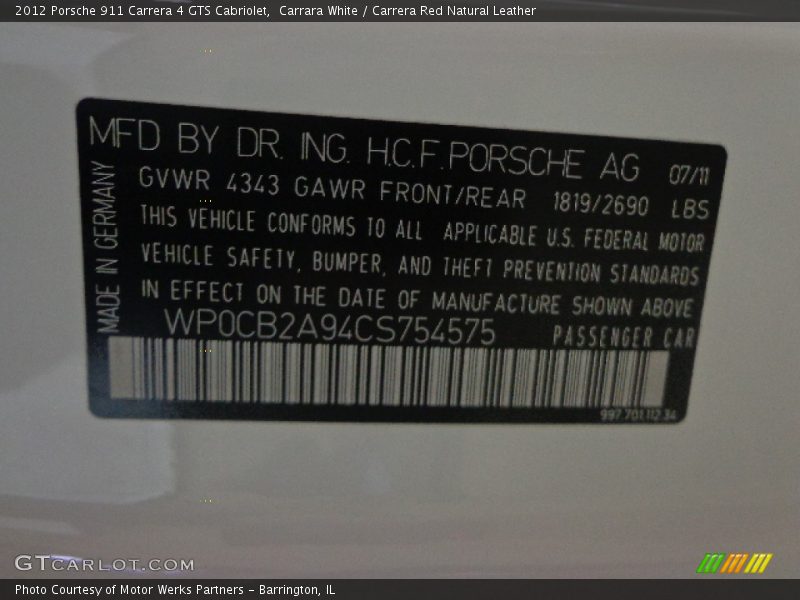 2012 Porsche 911 Carrera 4 GTS Cabriolet,  Carrara White / Carrera Red Natural Leather
MFD BY DR. ING. H.C.F.PORSCHE AG 07/11
GVWR 4343 GAWR FRONT/REAR 1819/2690 LBS
THIS VEHICLE CONFORMS TO ALL APPLICABLE U.S. FEDERAL MOTOR
VEHICLE SAFETY, BUMPER, AND THEFT PREVENTION STANDARDS
IN EFFECT ON THE DATE OF MANUFACTURE SHOWN ABOVE
WP0CB2A94CS754575 PASSENGER CAR
997.701.112.34
MADE IN GERMANY
GTCARLOT.COM
Photo Courtesy of Motor Werks Partners - Barrington, IL